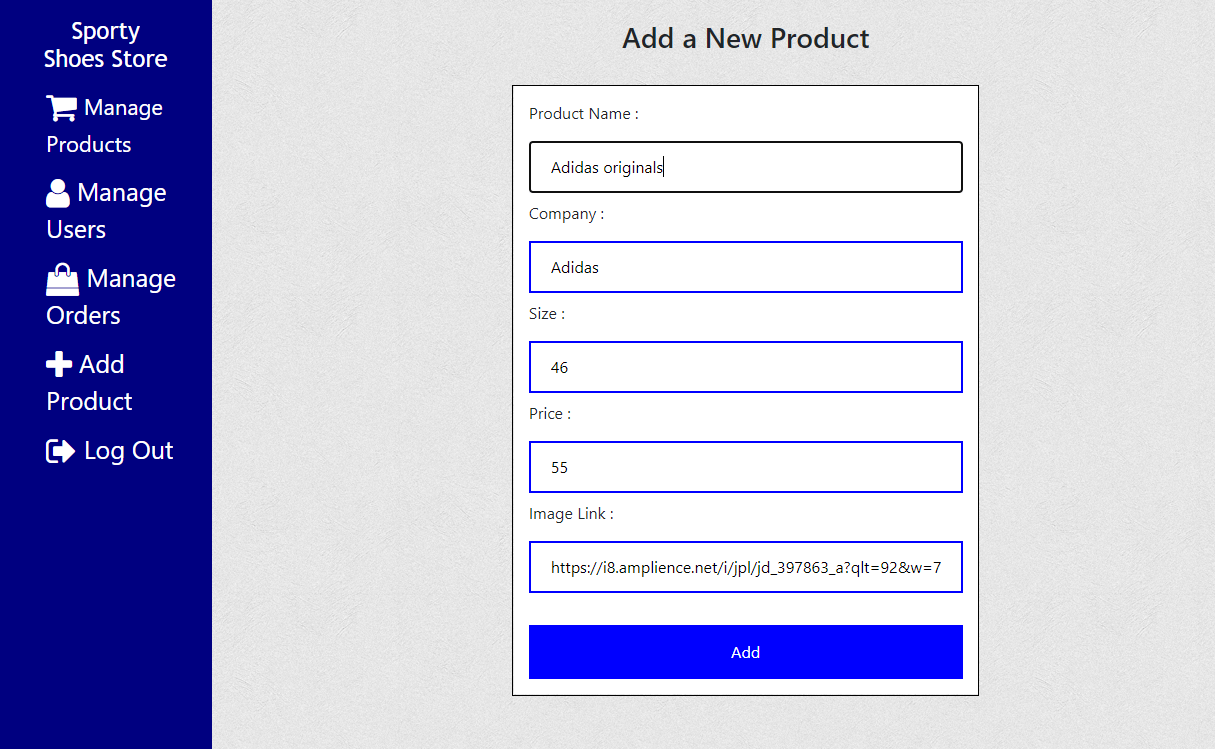 Sporty
Shoes Store
Manage
Products
Manage
Users
Manage
Orders
Add
Product
Log Out
Add a New Product
Product Name :
Adidas originals
Company :
Adidas
Size :
46
Price :
55
Image Link :
https://i8.amplience.net/i/jpl/jd_397863_a?qlt=92&w=7
Add